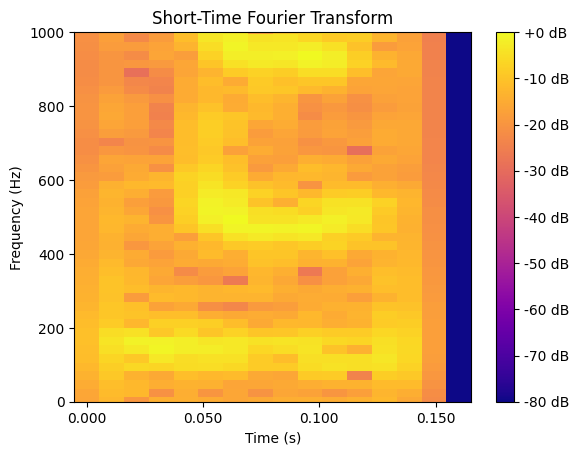 Short-Time Fourier Transform
1000
800
600
400
200
0
Frequency (Hz)
0.000
0.050
0.100
0.150
Time (s)
+0 dB
-10 dB
-20 dB
-30 dB
-40 dB
-50 dB
-60 dB
-70 dB
-80 dB